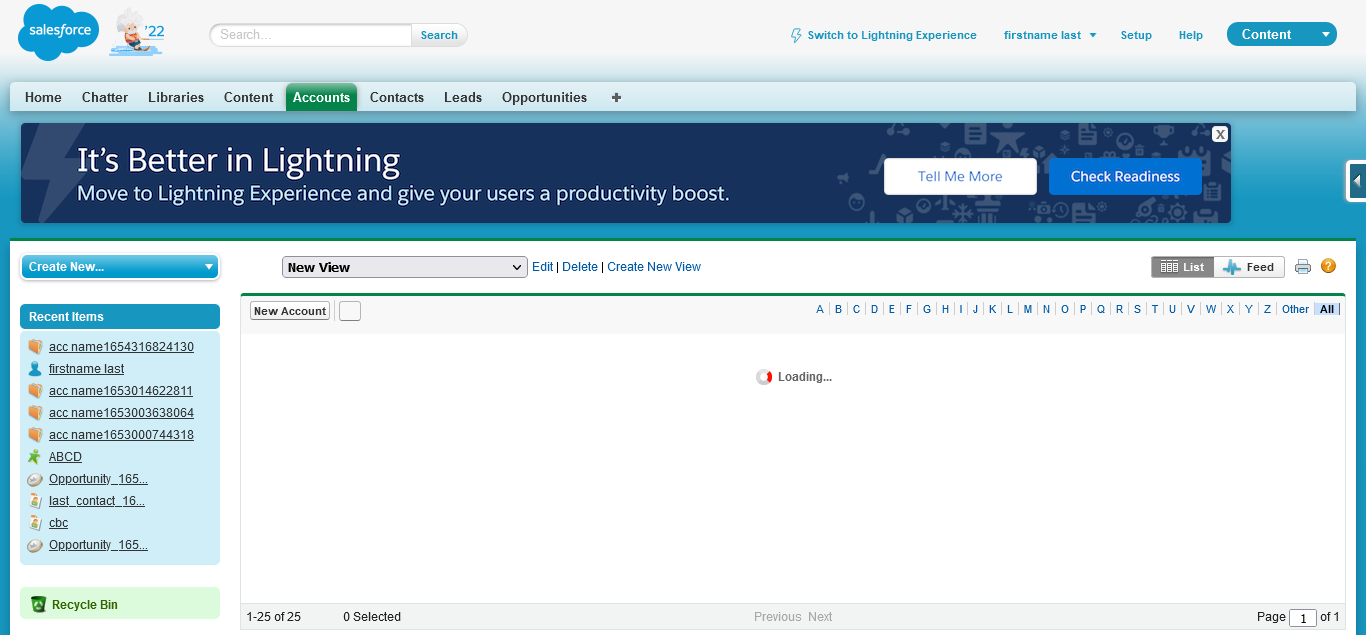 salesforce
'22
Search...
Search
Switch to Lightning Experience
firstname last
Setup
Help
Content
Home
Chatter
Libraries
Content
Accounts
Contacts
Leads
Opportunities
It's Better in Lightning
Move to Lightning Experience and give your users a productivity boost.
Tell Me More
Check Readiness
X
Create New...
New View
Edit | Delete | Create New View
List
Feed
?
Recent Items
acc name1654316824130
firstname last
acc name1653014622811
acc name1653003638064
acc name1653000744318
ABCD
Opportunity_165...
last_contact_16...
cbc
Opportunity_165...
Recycle Bin
New Account
A | B | C | D | E | F | G | H | I | J | K | L | M | N | O | P | Q | R | S | T | U | V | W | X | Y | Z | Other | All |
Loading...
1-25 of 25
0 Selected
Previous Next
Page 1 of 1